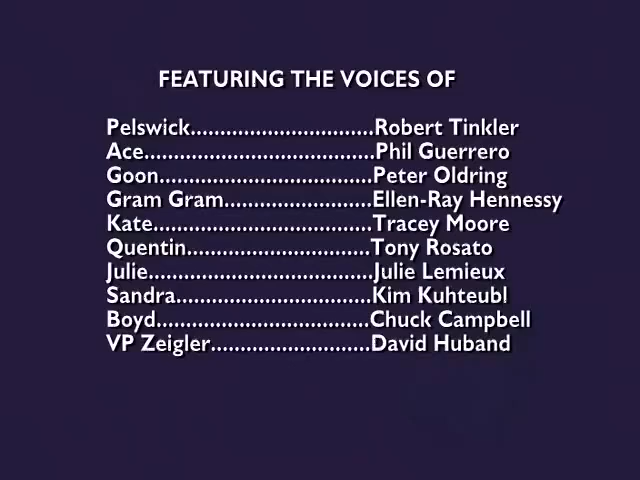 FEATURING THE VOICES OF
Pelswick...............................Robert Tinkler
Ace.......................................Phil Guerrero
Goon....................................Peter Oldring
Gram Gram.........................Ellen-Ray Hennessy
Kate.....................................Tracey Moore
Quentin...............................Tony Rosato
Julie......................................Julie Lemieux
Sandra.................................Kim Kuhteubl
Boyd....................................Chuck Campbell
VP Zeigler...........................David Huband